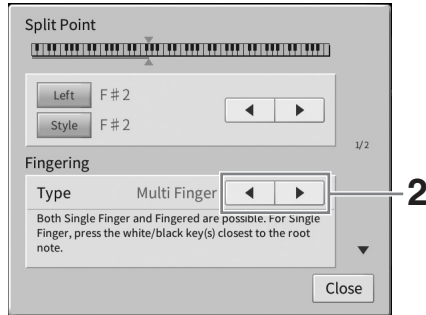 Split Point
Left F#2
Style F#2
1/2
Fingering
Type Multi Finger
2
Both Single Finger and Fingered are possible. For Single
Finger, press the white/black key(s) closest to the root
note.
Close